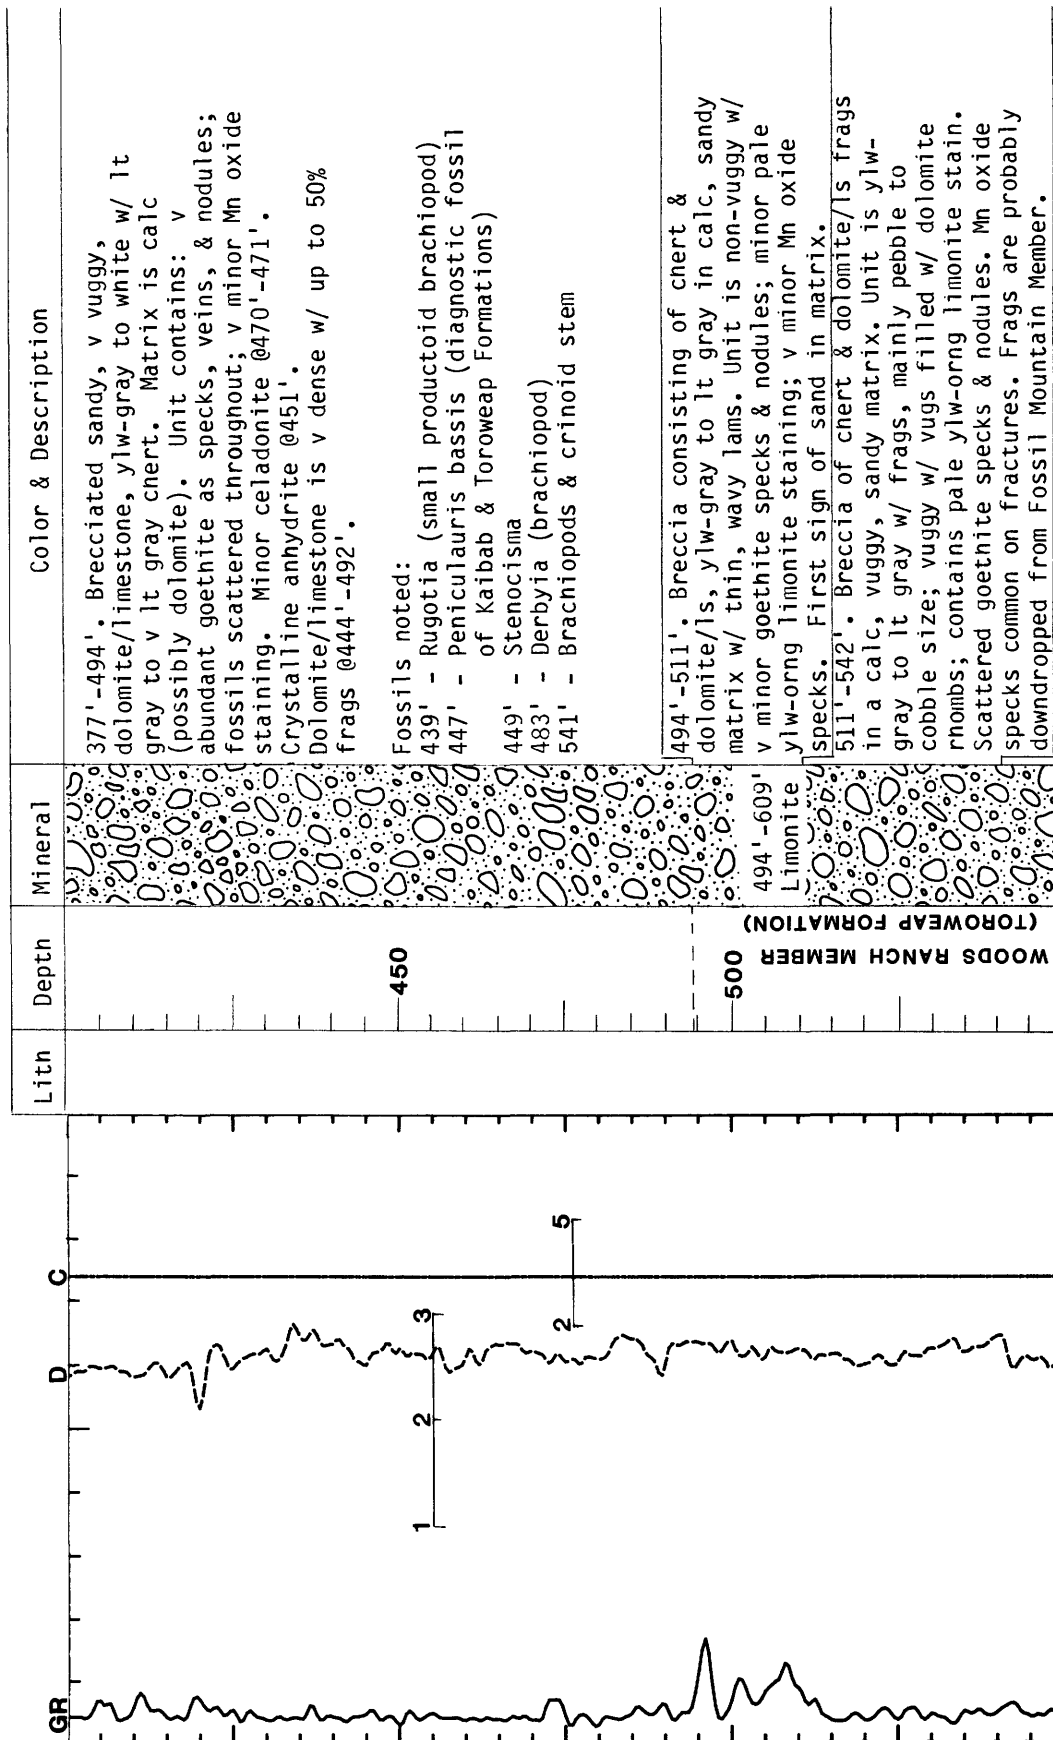 Lith
Depth
Mineral
Color & Description
GR
D
C
1
2
3
2
5
450
500
WOODS RANCH MEMBER
(TOROWEAP FORMATION)
494'-609'
Limonite
377'-494'. Brecciated sandy, v vuggy,
dolomite/limestone, ylw-gray to white w/ lt
gray to v lt gray chert. Matrix is calc
(possibly dolomite). Unit contains: v
abundant goethite as specks, veins, & nodules;
fossils scattered throughout; v minor Mn oxide
staining. Minor celadonite @470'-471'.
Crystalline anhydrite @451'.
Dolomite/limestone is v dense w/ up to 50%
frags @444'-492'.
Fossils noted:
439' - Rugotia (small productoid brachiopod)
447' - Peniculauris bassis (diagnostic fossil
of Kaibab & Toroweap Formations)
449' - Stenocisma
483' - Derbyia (brachiopod)
541' - Brachiopods & crinoid stem
494'-511'. Breccia consisting of chert &
dolomite/ls, ylw-gray to lt gray in calc, sandy
matrix w/ thin, wavy lams. Unit is non-vuggy w/
v minor goethite specks & nodules; minor pale
ylw-orng limonite staining; v minor Mn oxide
specks. First sign of sand in matrix.
511'-542'. Breccia of chert & dolomite/ls frags
in a calc, vuggy, sandy matrix. Unit is ylw-
gray to lt gray w/ frags, mainly pebble to
cobble size; vuggy w/ vugs filled w/ dolomite
rhombs; contains pale ylw-orng limonite stain.
Scattered goethite specks & nodules. Mn oxide
specks common on fractures. Frags are probably
downdropped from Fossil Mountain Member.